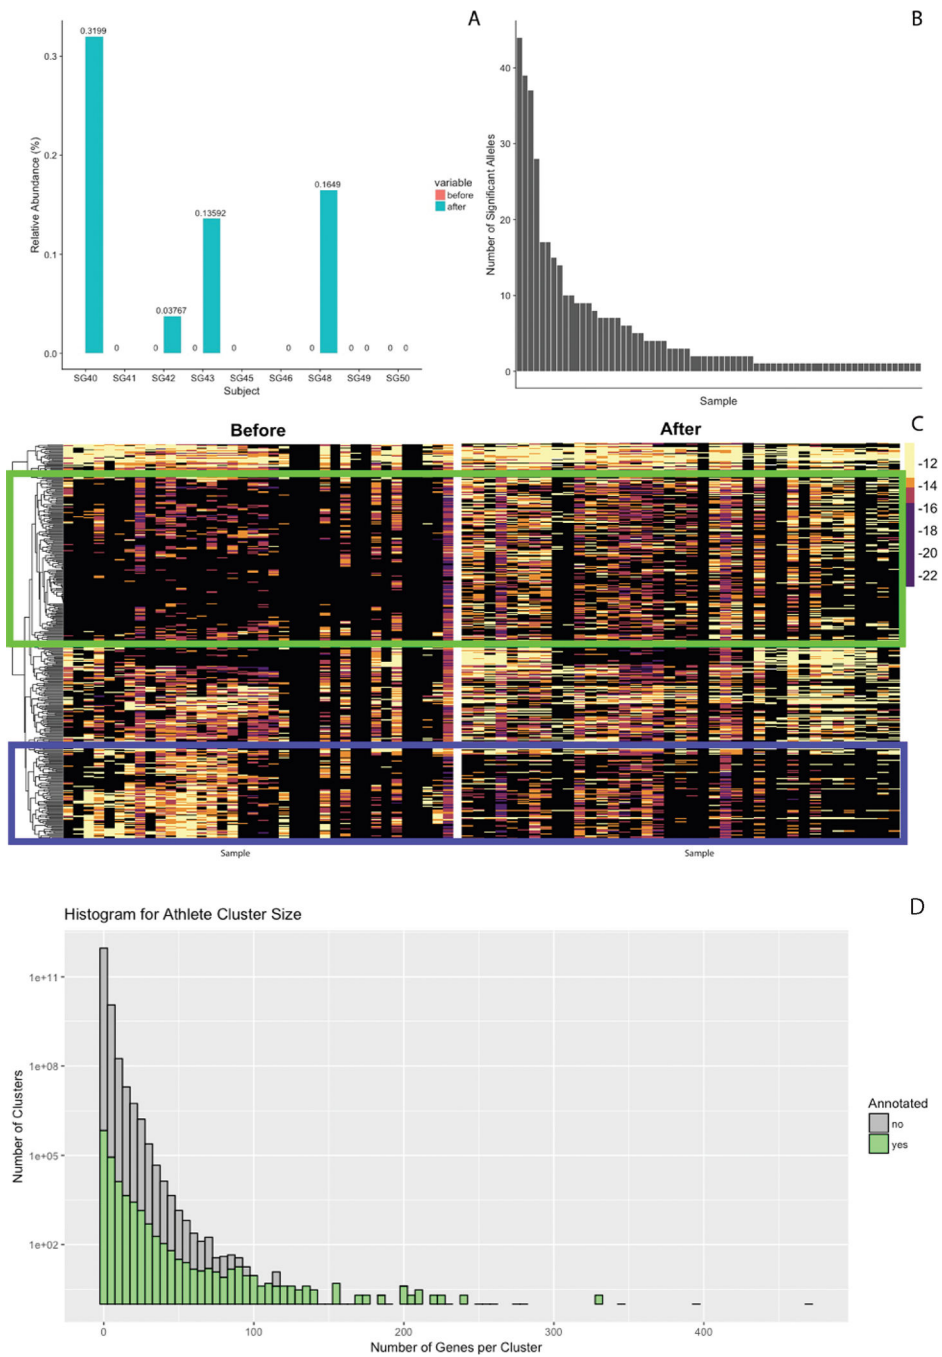 A
0.3199
0.3
Relative Abundance (%)
0.2
0.1649
0.13592
0.1
0.03767
0 0 0 0 0 0 0 0 0 0
0.0
SG40 SG41 SG42 SG43 SG45 SG46 SG48 SG49 SG50
Subject
variable
before
after
B
Number of Significant Alleles
40
30
20
10
0
Sample
C
Before After
-12
-14
-16
-18
-20
-22
Sample Sample
D
Histogram for Athlete Cluster Size
Number of Clusters
1e+11
1e+08
1e+05
1e+02
0 100 200 300 400
Number of Genes per Cluster
Annotated
no
yes